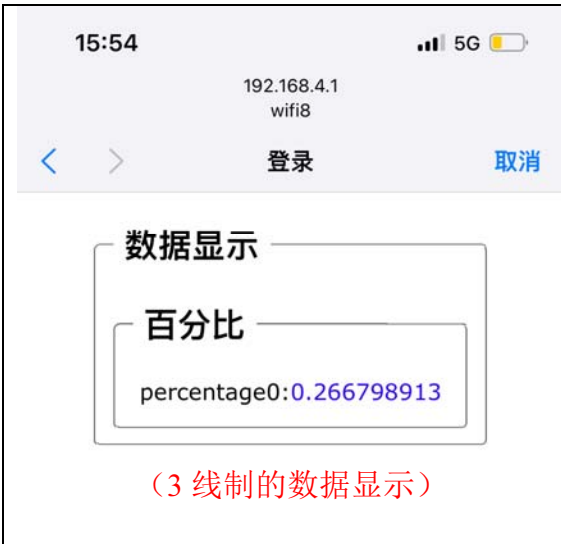 15:54 5G
192.168.4.1
wifi8
登录 取消
数据显示
百分比
percentage0:0.266798913
（3 线制的数据显示）